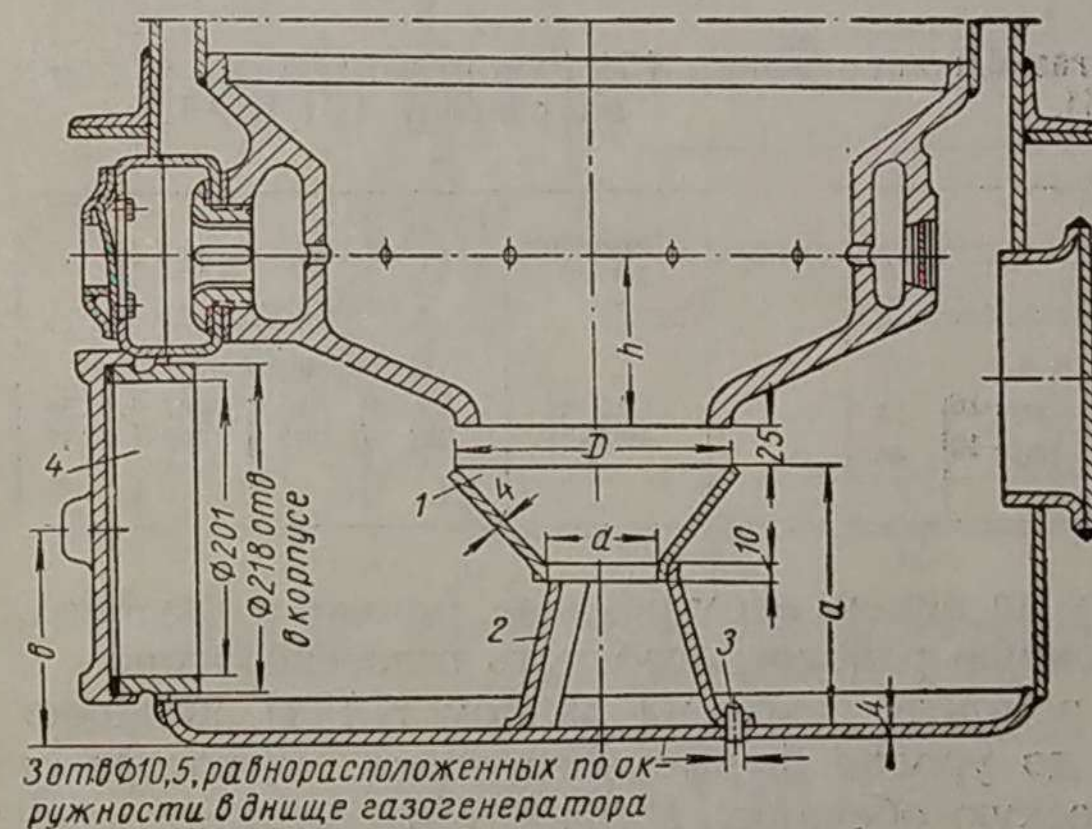 h
D
25
1
4
d
10
a
2
3
4
4
Ф201
Ф218 отв
в корпусе
в
3отвФ10,5, равнорасположенных по ок-
ружности в днище газогенератора